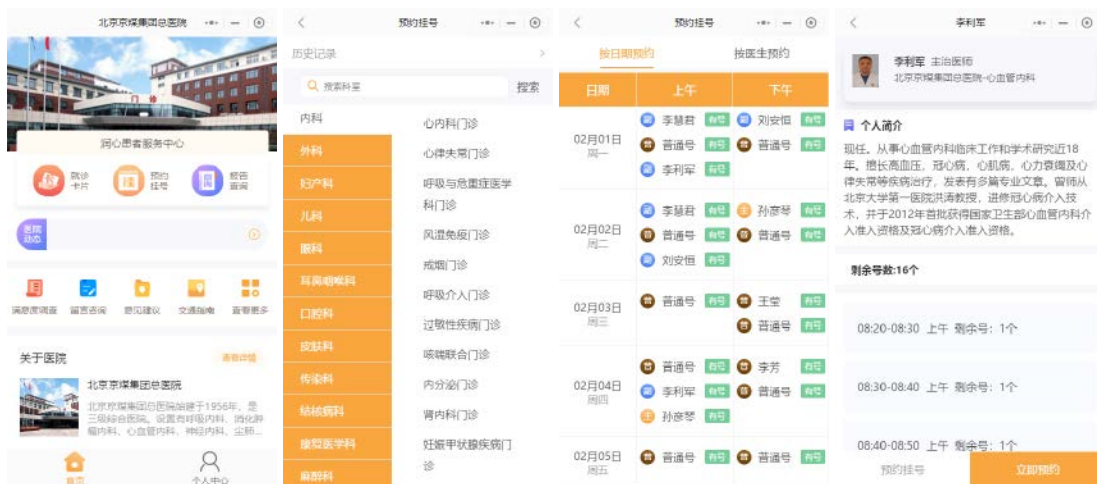 北京京煤集团总医院
门诊
润心患者服务中心
就诊
卡片
预约
挂号
报告
查询
医院
动态
满意度调查
留言咨询
意见建议
交通指南
查看更多
关于医院
查看详情
北京京煤集团总医院
北京京煤集团总医院始建于1956年，是
三级综合医院。设置有呼吸内科、消化肿
瘤内科、心血管内科、神经内科、尘肺...
首页
个人中心
预约挂号
历史记录
搜索科室
搜索
内科
外科
妇产科
儿科
眼科
耳鼻咽喉科
口腔科
皮肤科
传染科
结核病科
康复医学科
麻醉科
心内科门诊
心律失常门诊
呼吸与危重症医学
科门诊
风湿免疫门诊
戒烟门诊
呼吸介入门诊
过敏性疾病门诊
咳喘联合门诊
内分泌门诊
肾内科门诊
妊娠甲状腺疾病门
诊
预约挂号
按日期预约 按医生预约
日期 上午 下午
02月01日
周一
副 李慧君 有号 副 刘安恒 有号
普 普通号 有号 普 普通号 有号
副 李利军 有号
02月02日
周二
副 李慧君 有号 主 孙彦琴 有号
普 普通号 有号 普 普通号 有号
副 刘安恒 有号
02月03日
周三
普 普通号 有号 普 王莹 有号
普 普通号 有号
02月04日
周四
普 普通号 有号 普 李芳 有号
副 李利军 有号 普 普通号 有号
主 孙彦琴 有号
02月05日
周五
普 普通号 有号 普 普通号 有号
李利军
李利军 主治医师
北京京煤集团总医院-心血管内科
个人简介
现任。从事心血管内科临床工作和学术研究近18
年。擅长高血压、冠心病、心肌病、心力衰竭及心
律失常等疾病治疗，发表有多篇专业文章。曾师从
北京大学第一医院洪涛教授，进修冠心病介入技
术，并于2012年首批获得国家卫生部心血管内科介
入准入资格及冠心病介入准入资格。
剩余号数:16个
08:20-08:30 上午 剩余号：1个
08:30-08:40 上午 剩余号：1个
08:40-08:50 上午 剩余号：1个
预约挂号
立即预约